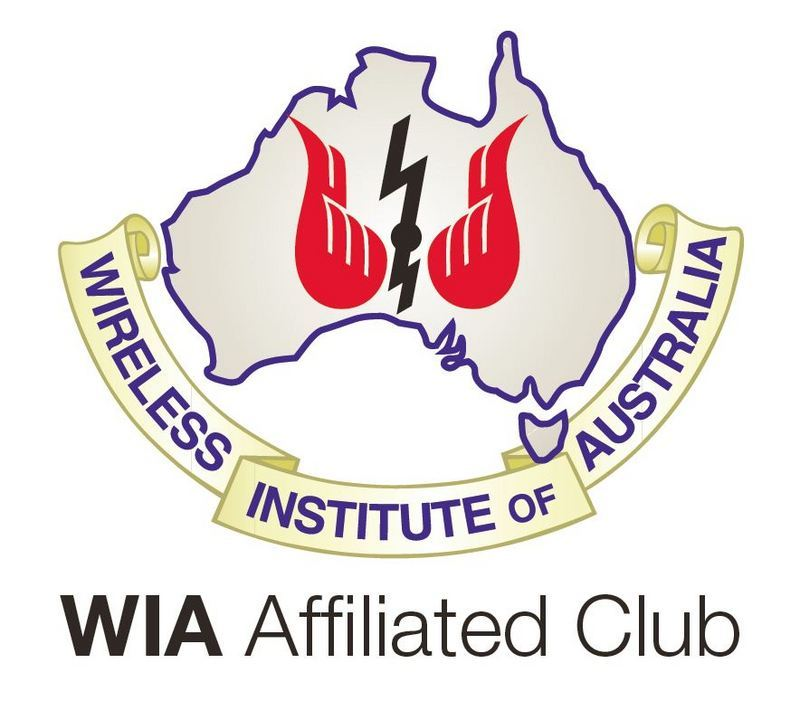 WIRELESS
INSTITUTE OF
AUSTRALIA
WIA Affiliated Club